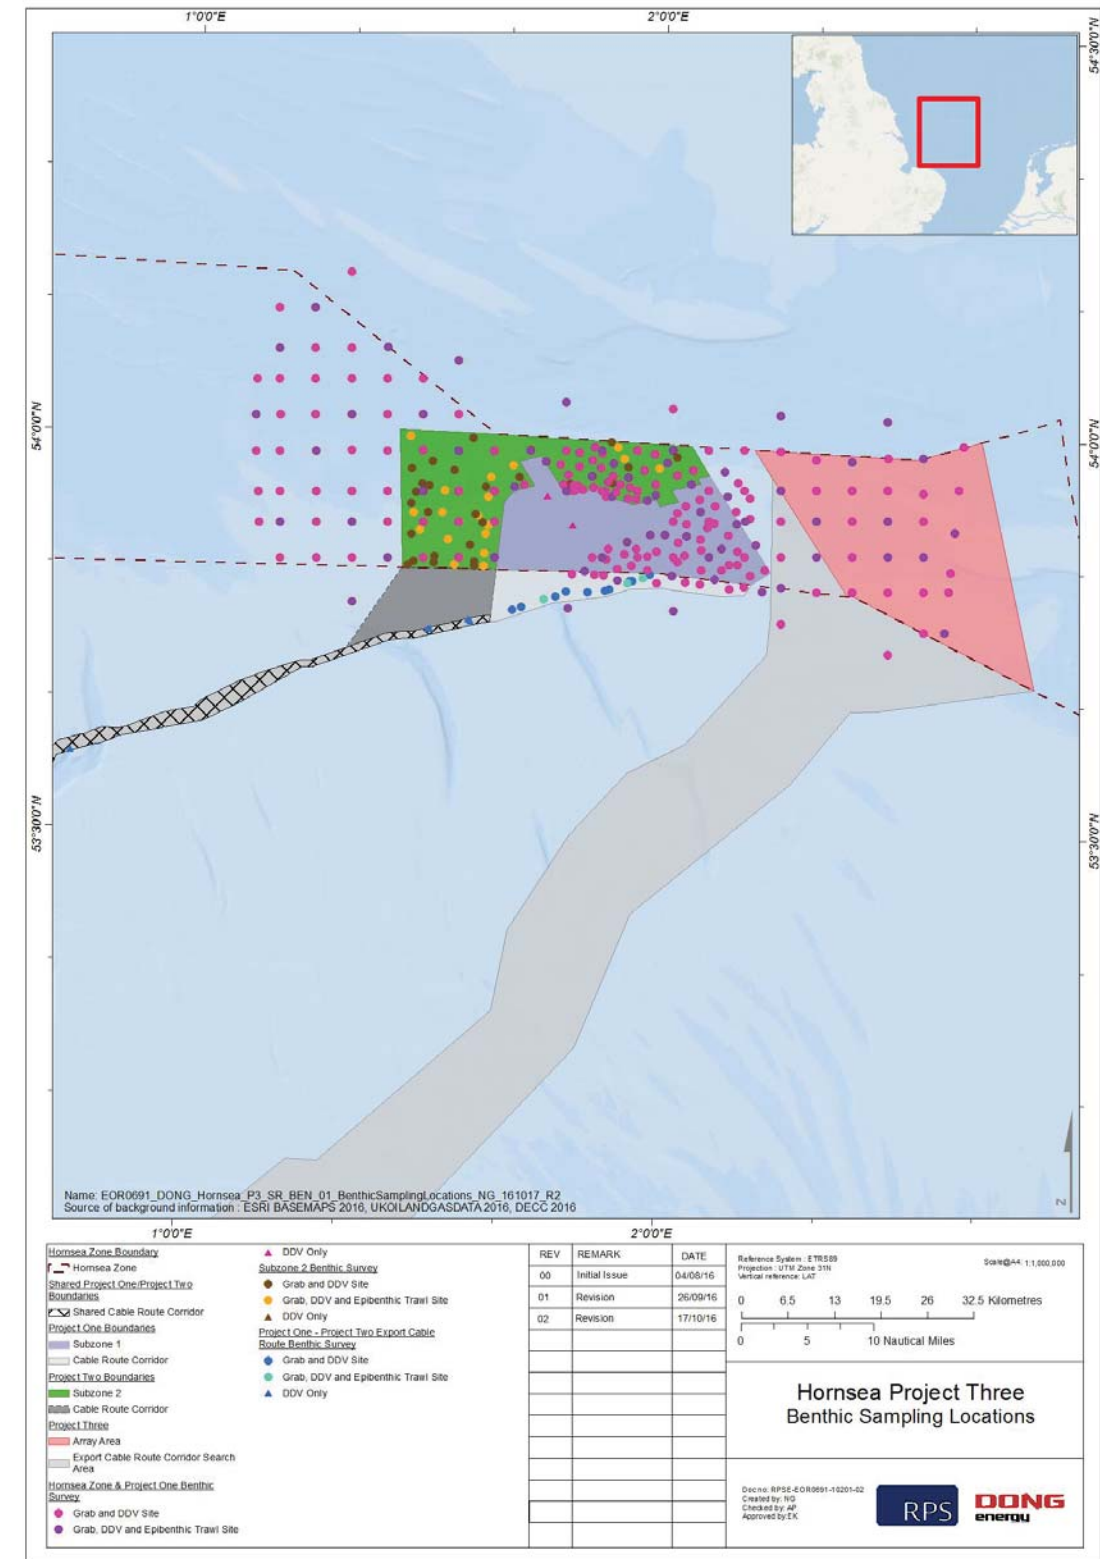 1°0'0"E
2°0'0"E
54°30'0"N
54°0'0"N
54°0'0"N
53°30'0"N
53°30'0"N
Name: EOR0691_DONG_Hornsea_P3_SR_BEN_01_BenthicSamplingLocations_NG_161017_R2
Source of background information : ESRI BASEMAPS 2016, UKOILANDGASDATA 2016, DECC 2016
N
1°0'0"E
2°0'0"E
Hornsea Zone Boundary
Hornsea Zone
Shared Project One/Project Two
Boundaries
Shared Cable Route Corridor
Project One Boundaries
Subzone 1
Cable Route Corridor
Project Two Boundaries
Subzone 2
Cable Route Corridor
Project Three
Array Area
Export Cable Route Corridor Search
Area
Hornsea Zone & Project One Benthic
Survey
Grab and DDV Site
Grab, DDV and Epibenthic Trawl Site
DDV Only
Subzone 2 Benthic Survey
Grab and DDV Site
Grab, DDV and Epibenthic Trawl Site
DDV Only
Project One - Project Two Export Cable
Route Benthic Survey
Grab and DDV Site
Grab, DDV and Epibenthic Trawl Site
DDV Only
REV REMARK DATE
00 Initial Issue 04/08/16
01 Revision 26/09/16
02 Revision 17/10/16
Reference System : ETRS89
Projection : UTM Zone 31N
Vertical reference: LAT
Scale@A4: 1:1,000,000
0 6.5 13 19.5 26 32.5 Kilometres
0 5 10 Nautical Miles
Hornsea Project Three
Benthic Sampling Locations
Doc no: RPSE-EOR0691-10201-02
Created by: NG
Checked by: AP
Approved by:EK
RPS
DONG
energy